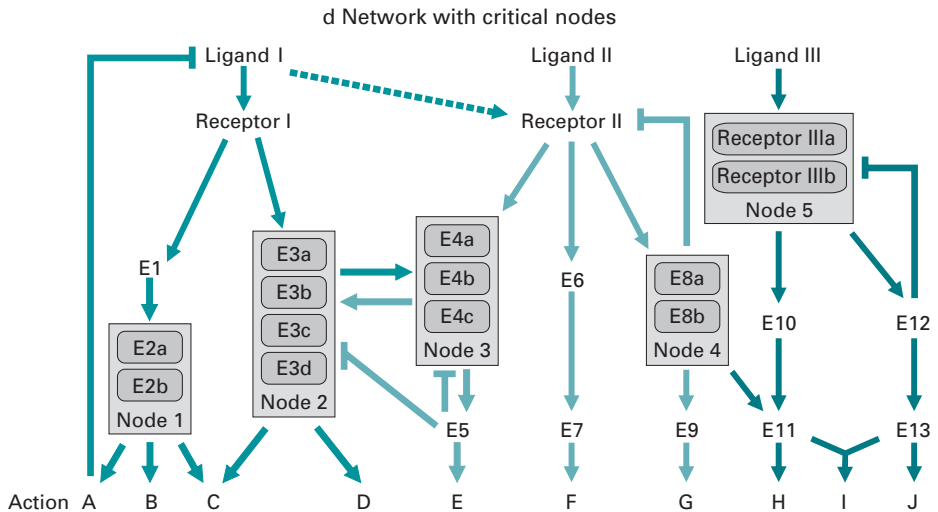 d Network with critical nodes
Ligand I
Ligand II
Ligand III
Receptor I
Receptor II
Receptor IIIa
Receptor IIIb
Node 5
E1
E2a
E2b
Node 1
E3a
E3b
E3c
E3d
Node 2
E4a
E4b
E4c
Node 3
E5
E6
E7
E8a
E8b
Node 4
E9
E10
E11
E12
E13
Action A B C D E F G H I J